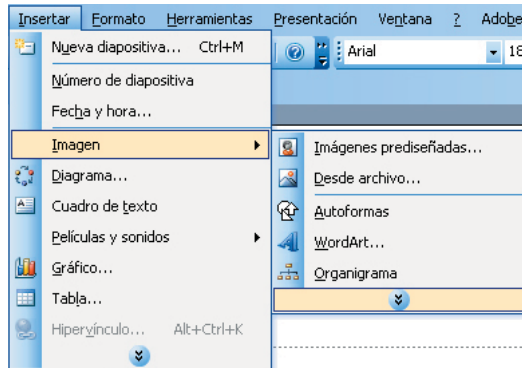 Insertar Formato Herramientas Presentación Ventana ? Adobe
Nueva diapositiva... Ctrl+M
Arial 18
Número de diapositiva
Fecha y hora...
Imagen
Imágenes prediseñadas...
Diagrama...
Desde archivo...
Cuadro de texto
Autoformas
Películas y sonidos
WordArt...
Gráfico...
Organigrama
Tabla...
Hipervínculo... Alt+Ctrl+K